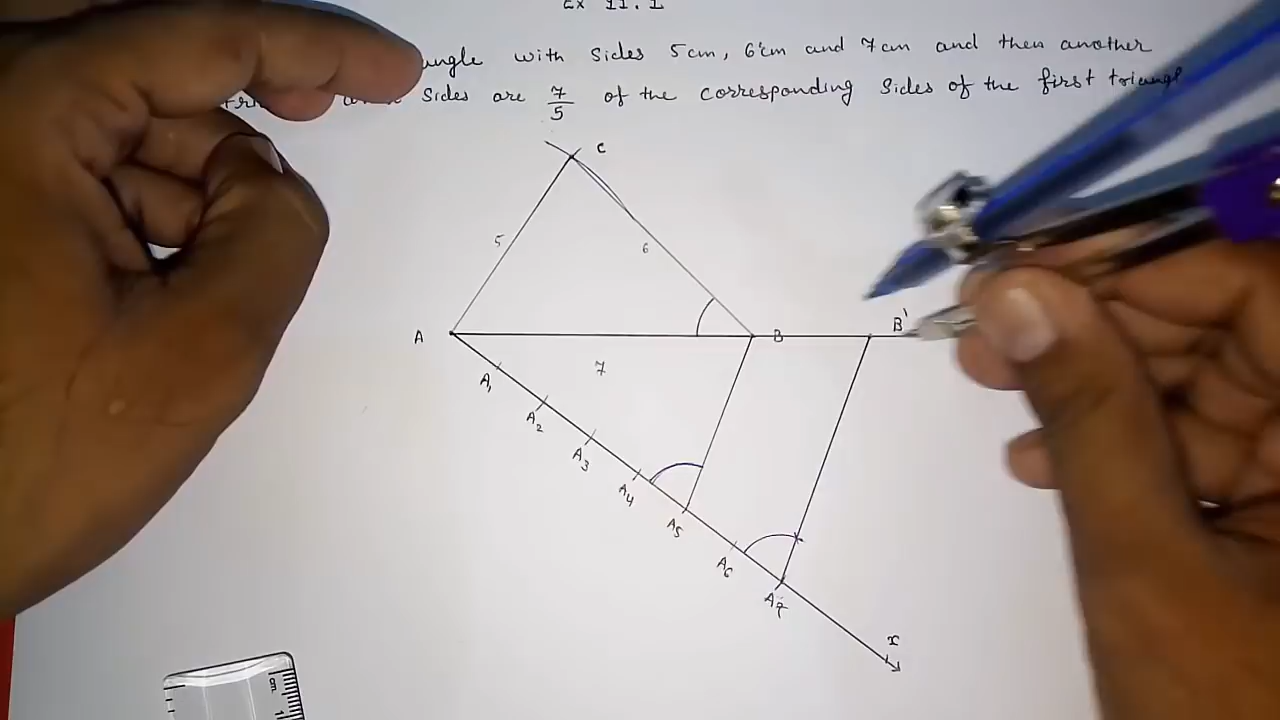 Ex 11.1
with sides 5cm, 6cm and 7cm and then another
sides are 7/5 of the corresponding sides of the first
C
5
6
A
B
B'
7
A1
A2
A3
A4
A5
A6
A7
x
cm